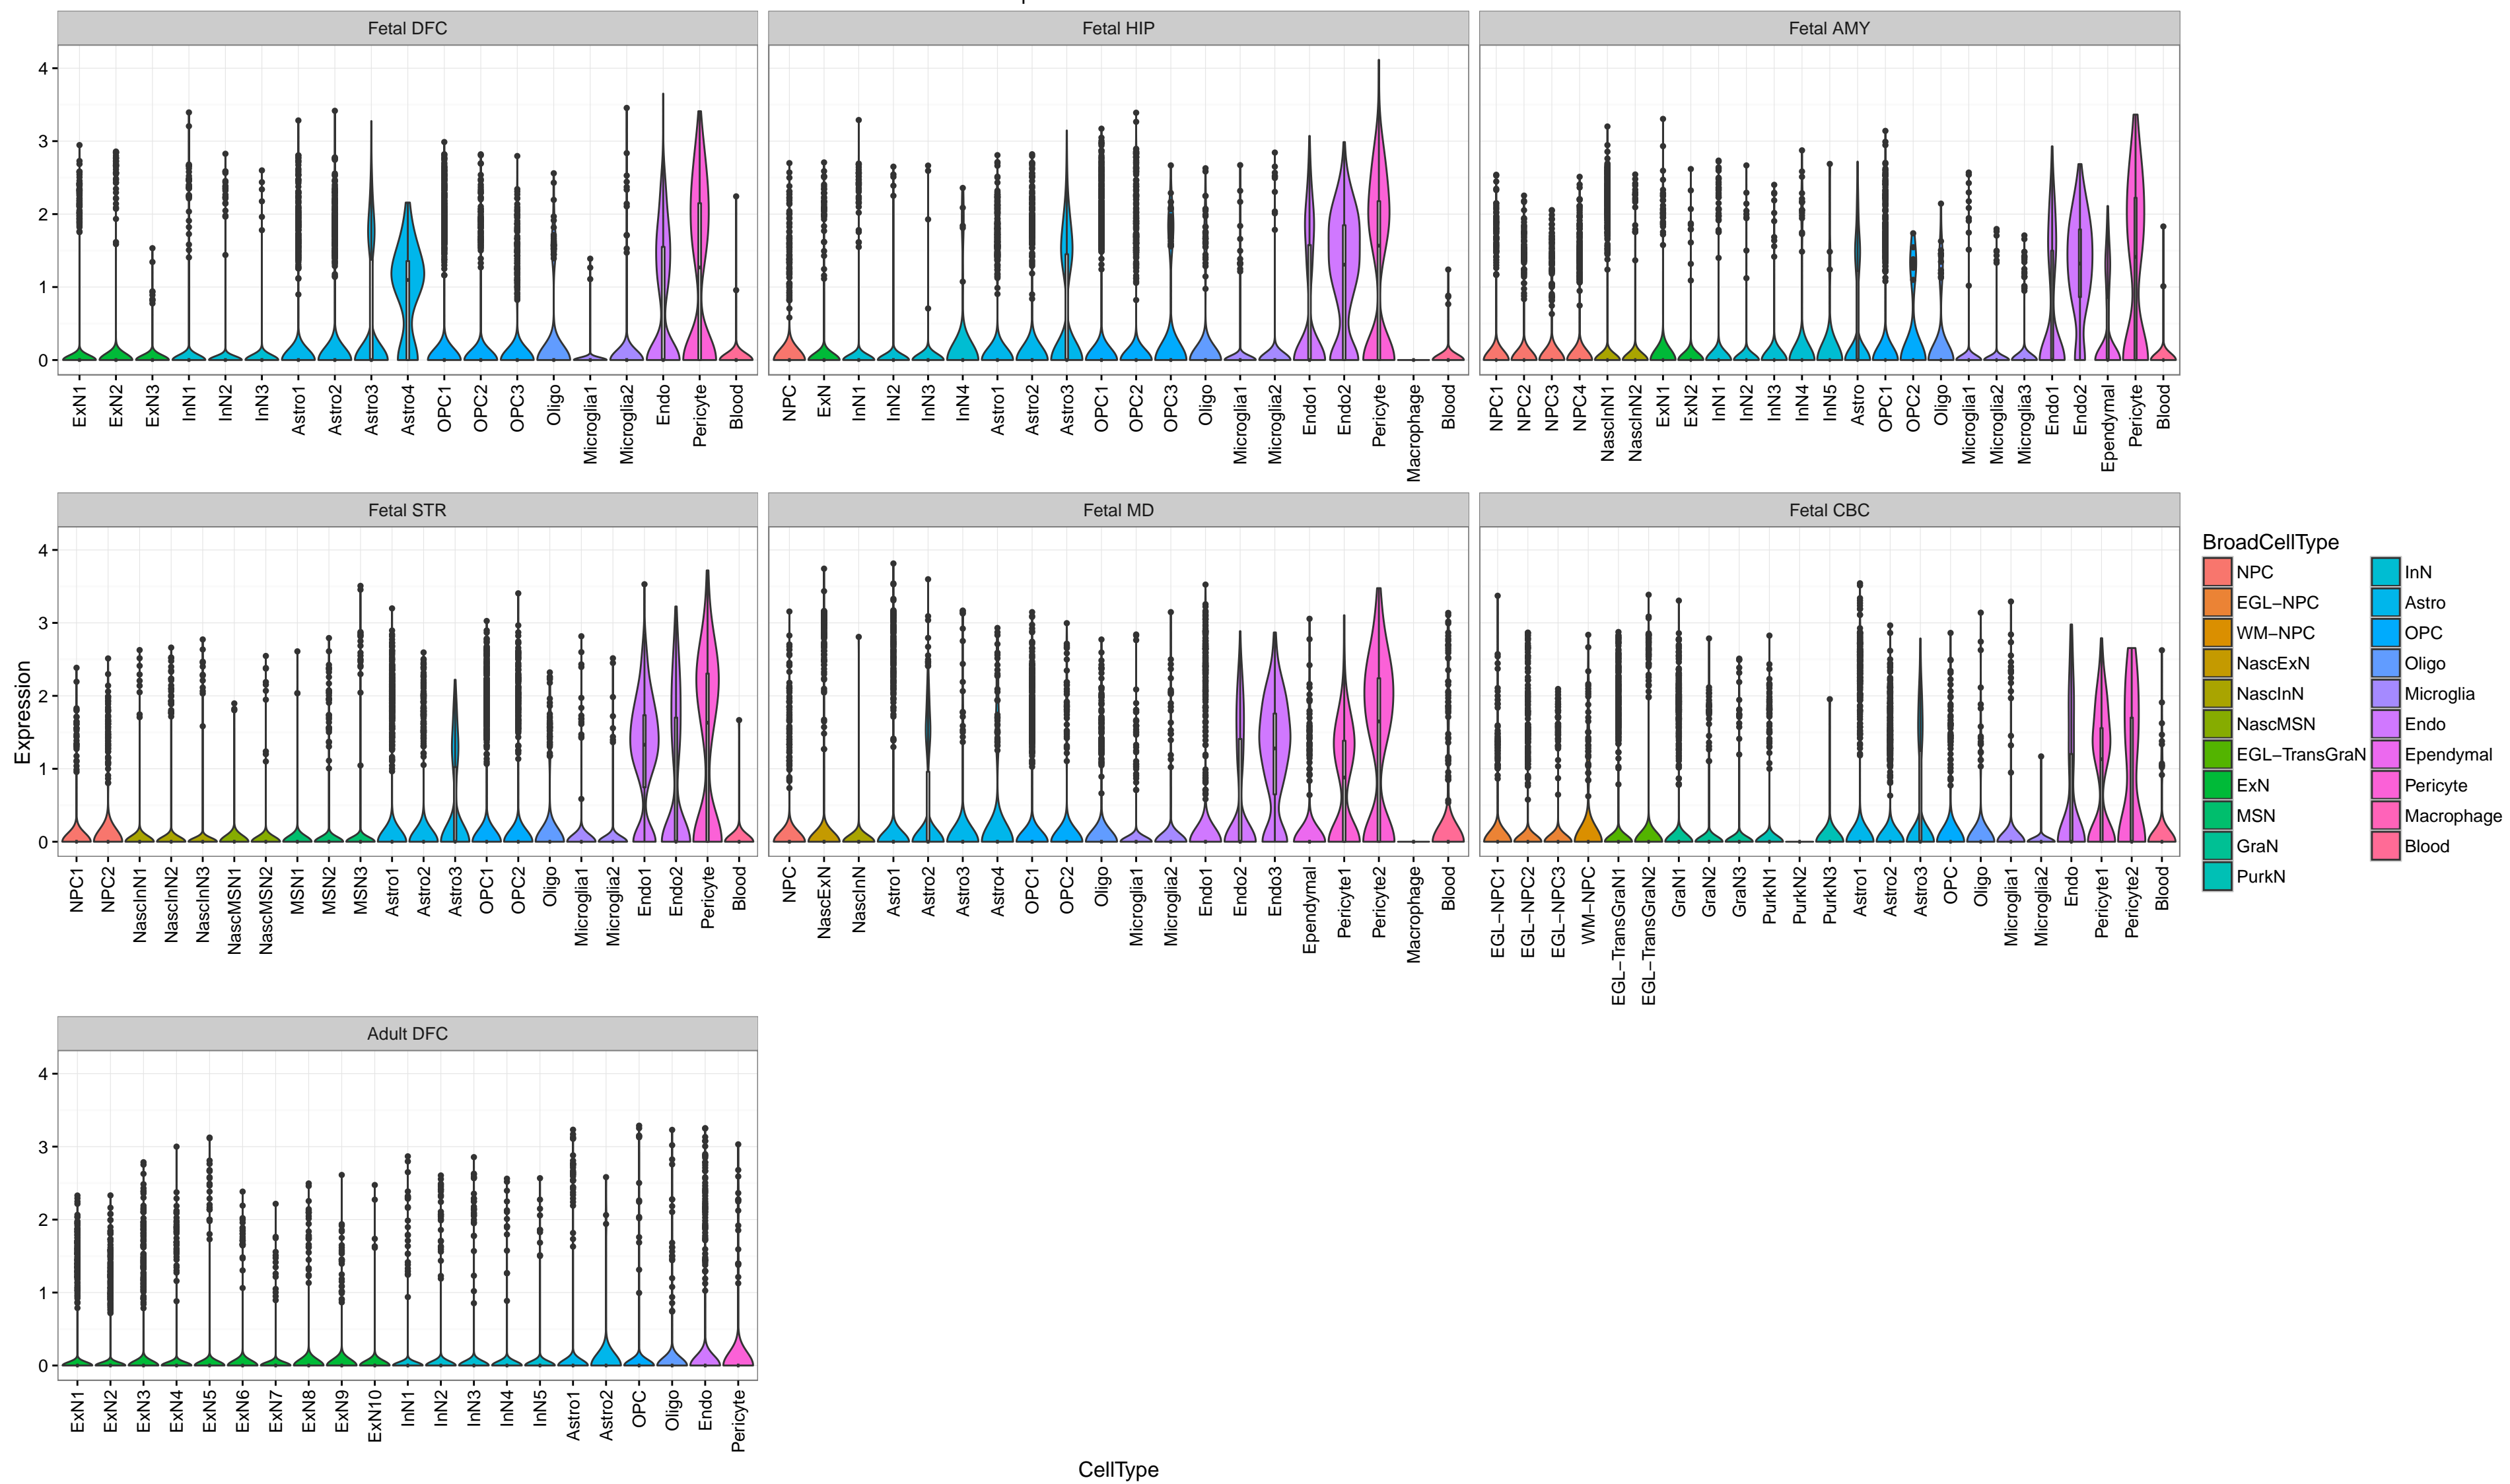 Fetal DFC Fetal HIP Fetal AMY
4
3
2
1
0
ExN1 ExN2 ExN3 InN1 InN2 InN3 Astro1 Astro2 Astro3 Astro4 OPC1 OPC2 OPC3 Oligo Microglia1 Microglia2 Endo Pericyte Blood
NPC ExN InN1 InN2 InN3 InN4 Astro1 Astro2 Astro3 OPC1 OPC2 OPC3 Oligo Microglia1 Microglia2 Endo1 Endo2 Pericyte Macrophage Blood
NPC1 NPC2 NPC3 NPC4 NascInN1 NascInN2 ExN1 ExN2 InN1 InN2 InN3 InN4 InN5 Astro OPC1 OPC2 Oligo Microglia1 Microglia2 Microglia3 Endo1 Endo2 Ependymal Pericyte Blood
Fetal STR Fetal MD Fetal CBC
4
3
2
1
0
Expression
NPC1 NPC2 NascInN1 NascInN2 NascInN3 NascMSN1 NascMSN2 MSN1 MSN2 MSN3 Astro1 Astro2 Astro3 OPC1 OPC2 Oligo Microglia1 Microglia2 Endo1 Endo2 Pericyte Blood
NPC NascExN NascInN Astro1 Astro2 Astro3 Astro4 OPC1 OPC2 Oligo Microglia1 Microglia2 Endo1 Endo2 Endo3 Ependymal Pericyte1 Pericyte2 Macrophage Blood
EGL−NPC1 EGL−NPC2 EGL−NPC3 WM−NPC EGL−TransGraN1 EGL−TransGraN2 GraN1 GraN2 GraN3 PurkN1 PurkN2 PurkN3 Astro1 Astro2 Astro3 OPC Oligo Microglia1 Microglia2 Endo Pericyte1 Pericyte2 Blood
BroadCellType
NPC InN
EGL−NPC Astro
WM−NPC OPC
NascExN Oligo
NascInN Microglia
NascMSN Endo
EGL−TransGraN Ependymal
ExN Pericyte
MSN Macrophage
GraN Blood
PurkN
Adult DFC
4
3
2
1
0
ExN1 ExN2 ExN3 ExN4 ExN5 ExN6 ExN7 ExN8 ExN9 ExN10 InN1 InN2 InN3 InN4 InN5 Astro1 Astro2 OPC Oligo Endo Pericyte
CellType